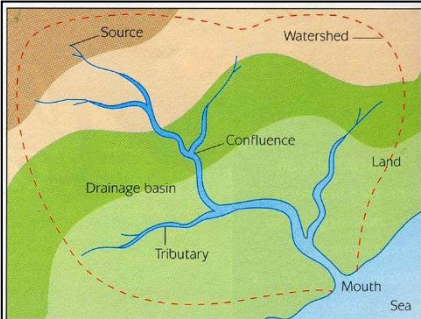 Source
Watershed
Confluence
Land
Drainage basin
Tributary
Mouth
Sea